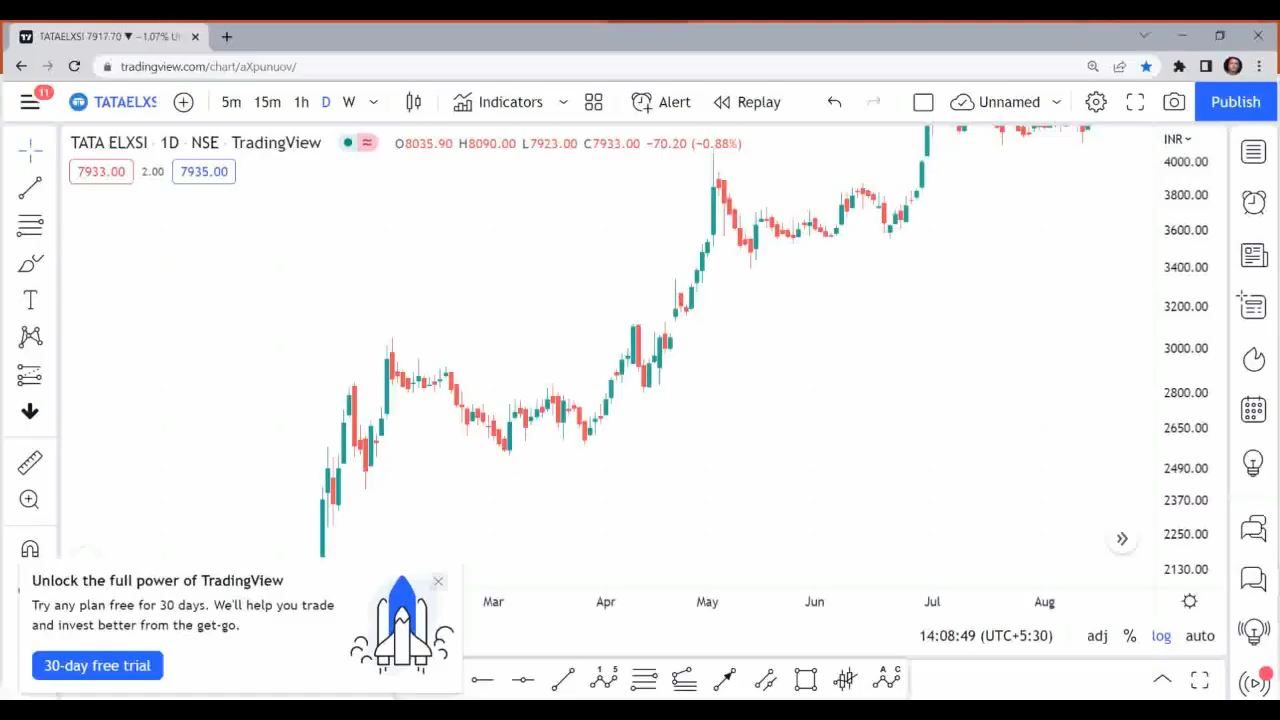 TATAELXSI 7917.70 ▼ −1.07% Un
tradingview.com/chart/aXpunuov/
11
TATAELXS
5m 15m 1h D W
Indicators
Alert
Replay
Unnamed
Publish
TATA ELXSI · 1D · NSE · TradingView
O8035.90 H8090.00 L7923.00 C7933.00 −70.20 (−0.88%)
7933.00 2.00 7935.00
INR
4000.00
3800.00
3600.00
3400.00
3200.00
3000.00
2800.00
2650.00
2490.00
2370.00
2250.00
2130.00
Mar Apr May Jun Jul Aug
14:08:49 (UTC+5:30) adj % log auto
Unlock the full power of TradingView
Try any plan free for 30 days. We'll help you trade
and invest better from the get-go.
30-day free trial
1 5
A C